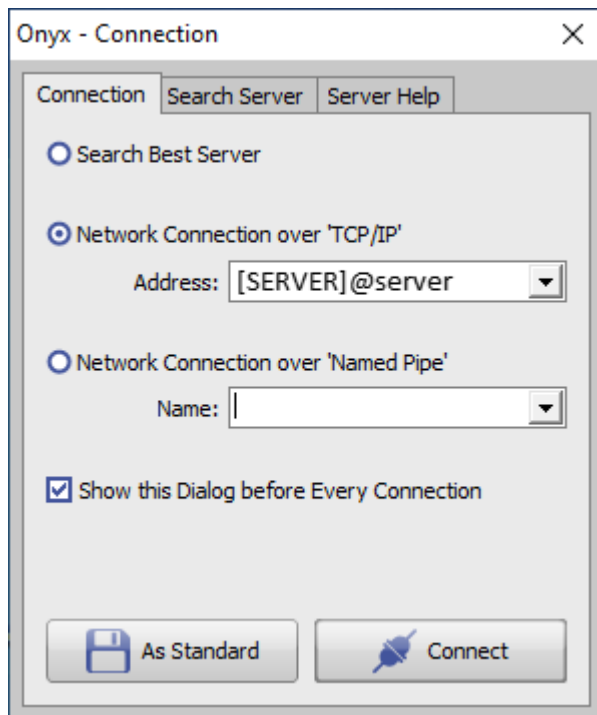 Onyx - Connection
Connection Search Server Server Help
Search Best Server
Network Connection over 'TCP/IP'
Address: [SERVER]@server
Network Connection over 'Named Pipe'
Name:
Show this Dialog before Every Connection
As Standard Connect